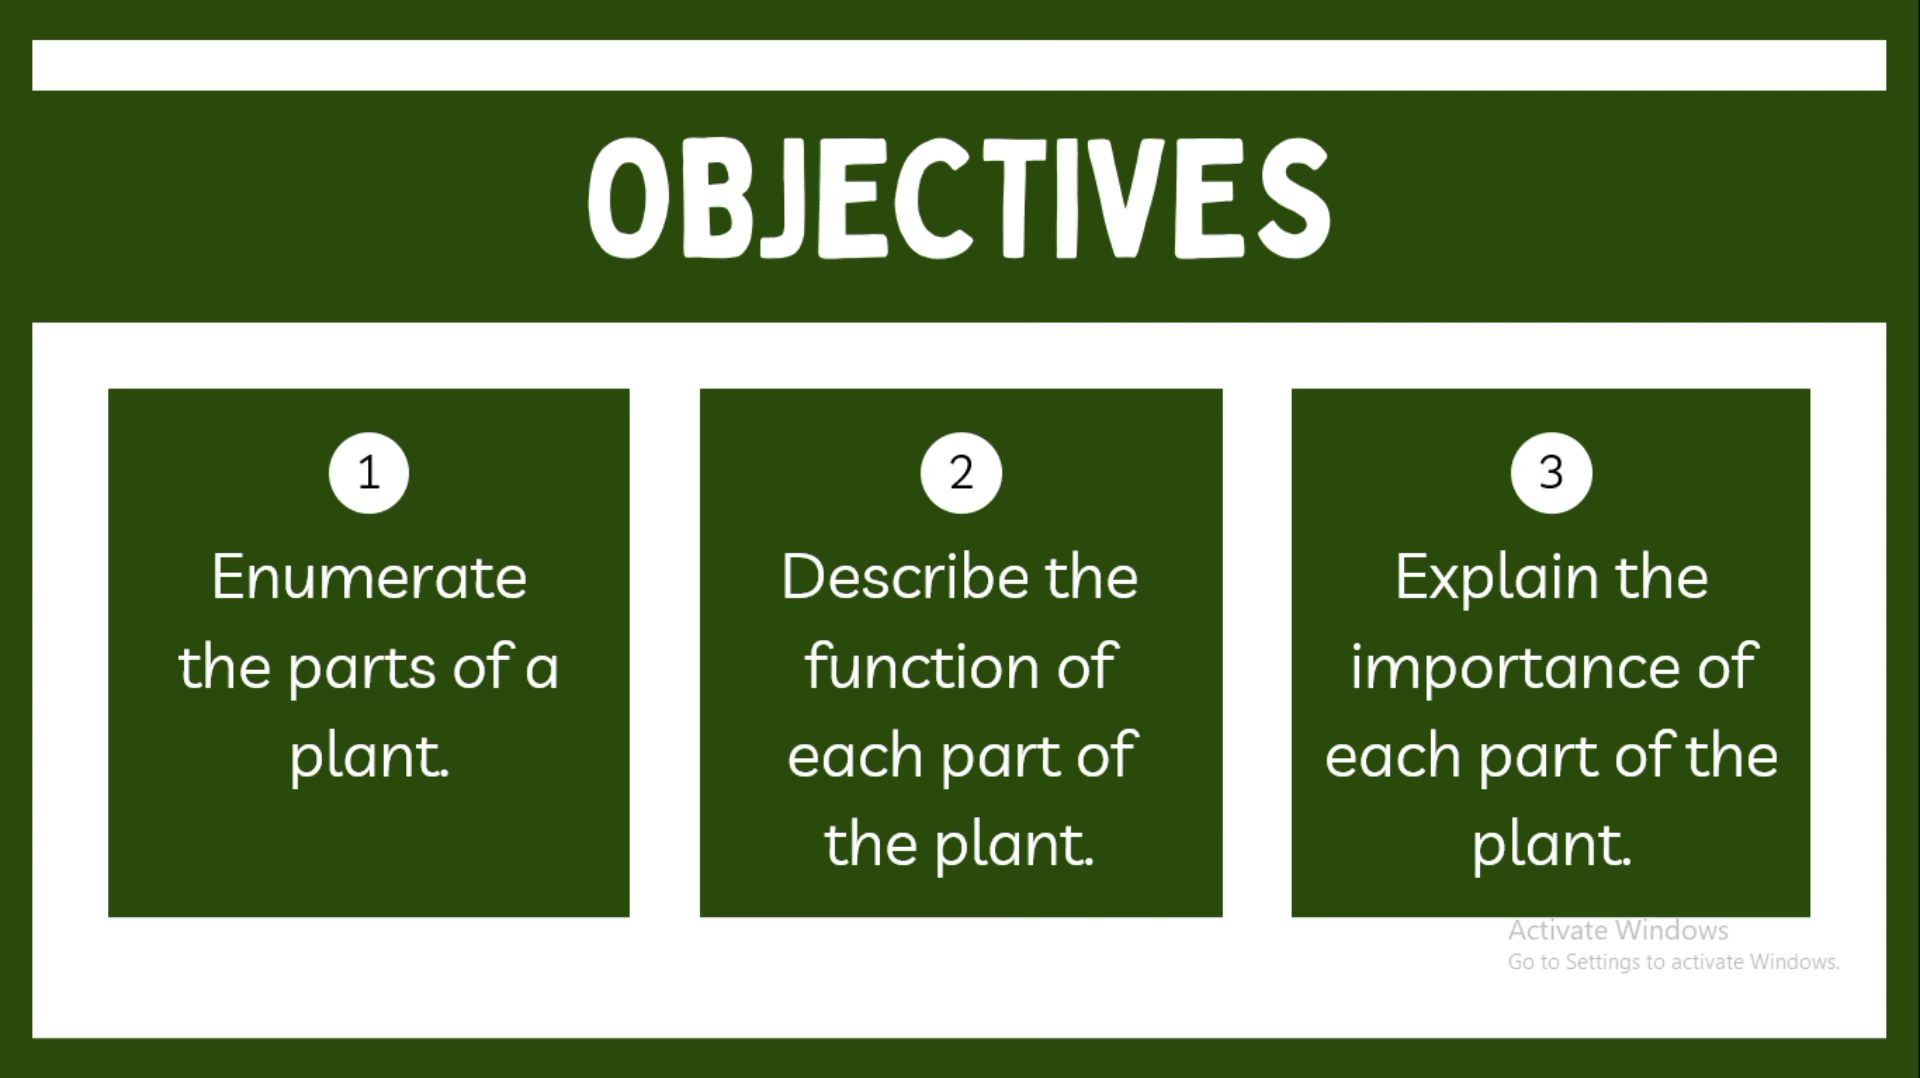 OBJECTIVES
1
Enumerate
the parts of a
plant.
2
Describe the
function of
each part of
the plant.
3
Explain the
importance of
each part of the
plant.
Activate Windows
Go to Settings to activate Windows.